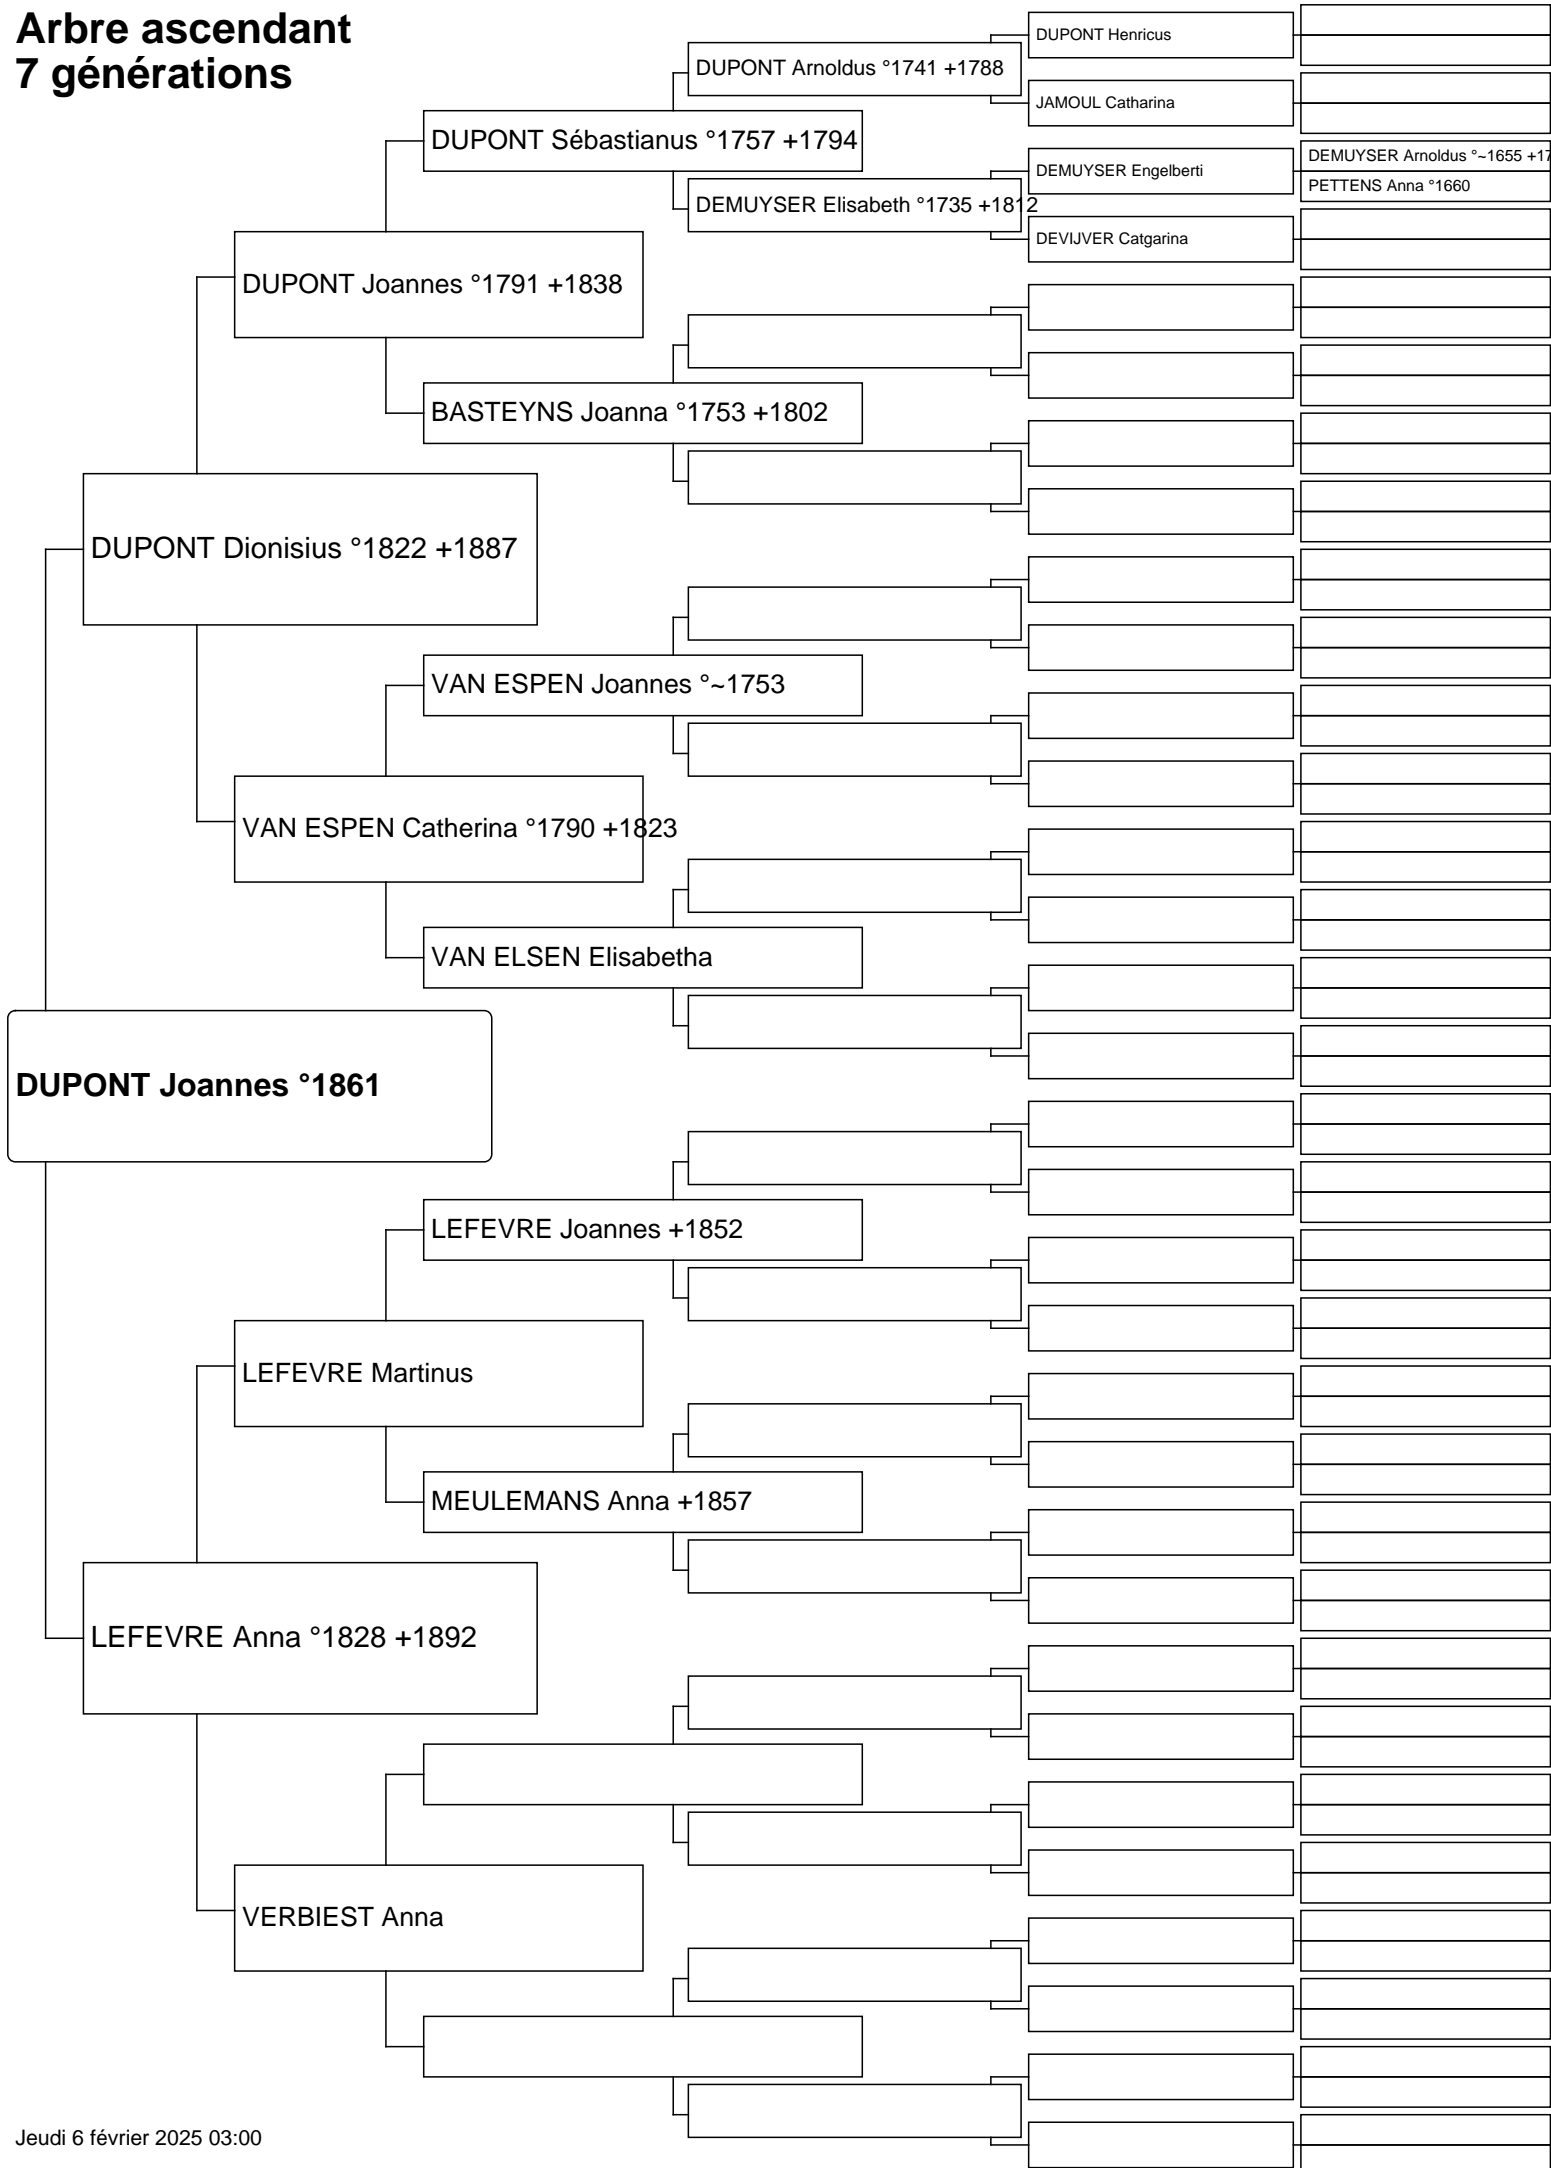 Arbre ascendant
7 générations
DUPONT Henricus
DUPONT Arnoldus °1741 +1788
JAMOUL Catharina
DUPONT Sébastianus °1757 +1794
DEMUYSER Arnoldus °~1655 +17
DEMUYSER Engelberti
PETTENS Anna °1660
DEMUYSER Elisabeth °1735 +1812
DEVIJVER Catgarina
DUPONT Joannes °1791 +1838
BASTEYNS Joanna °1753 +1802
DUPONT Dionisius °1822 +1887
VAN ESPEN Joannes °~1753
VAN ESPEN Catherina °1790 +1823
VAN ELSEN Elisabetha
DUPONT Joannes °1861
LEFEVRE Joannes +1852
LEFEVRE Martinus
MEULEMANS Anna +1857
LEFEVRE Anna °1828 +1892
VERBIEST Anna
Jeudi 6 février 2025 03:00